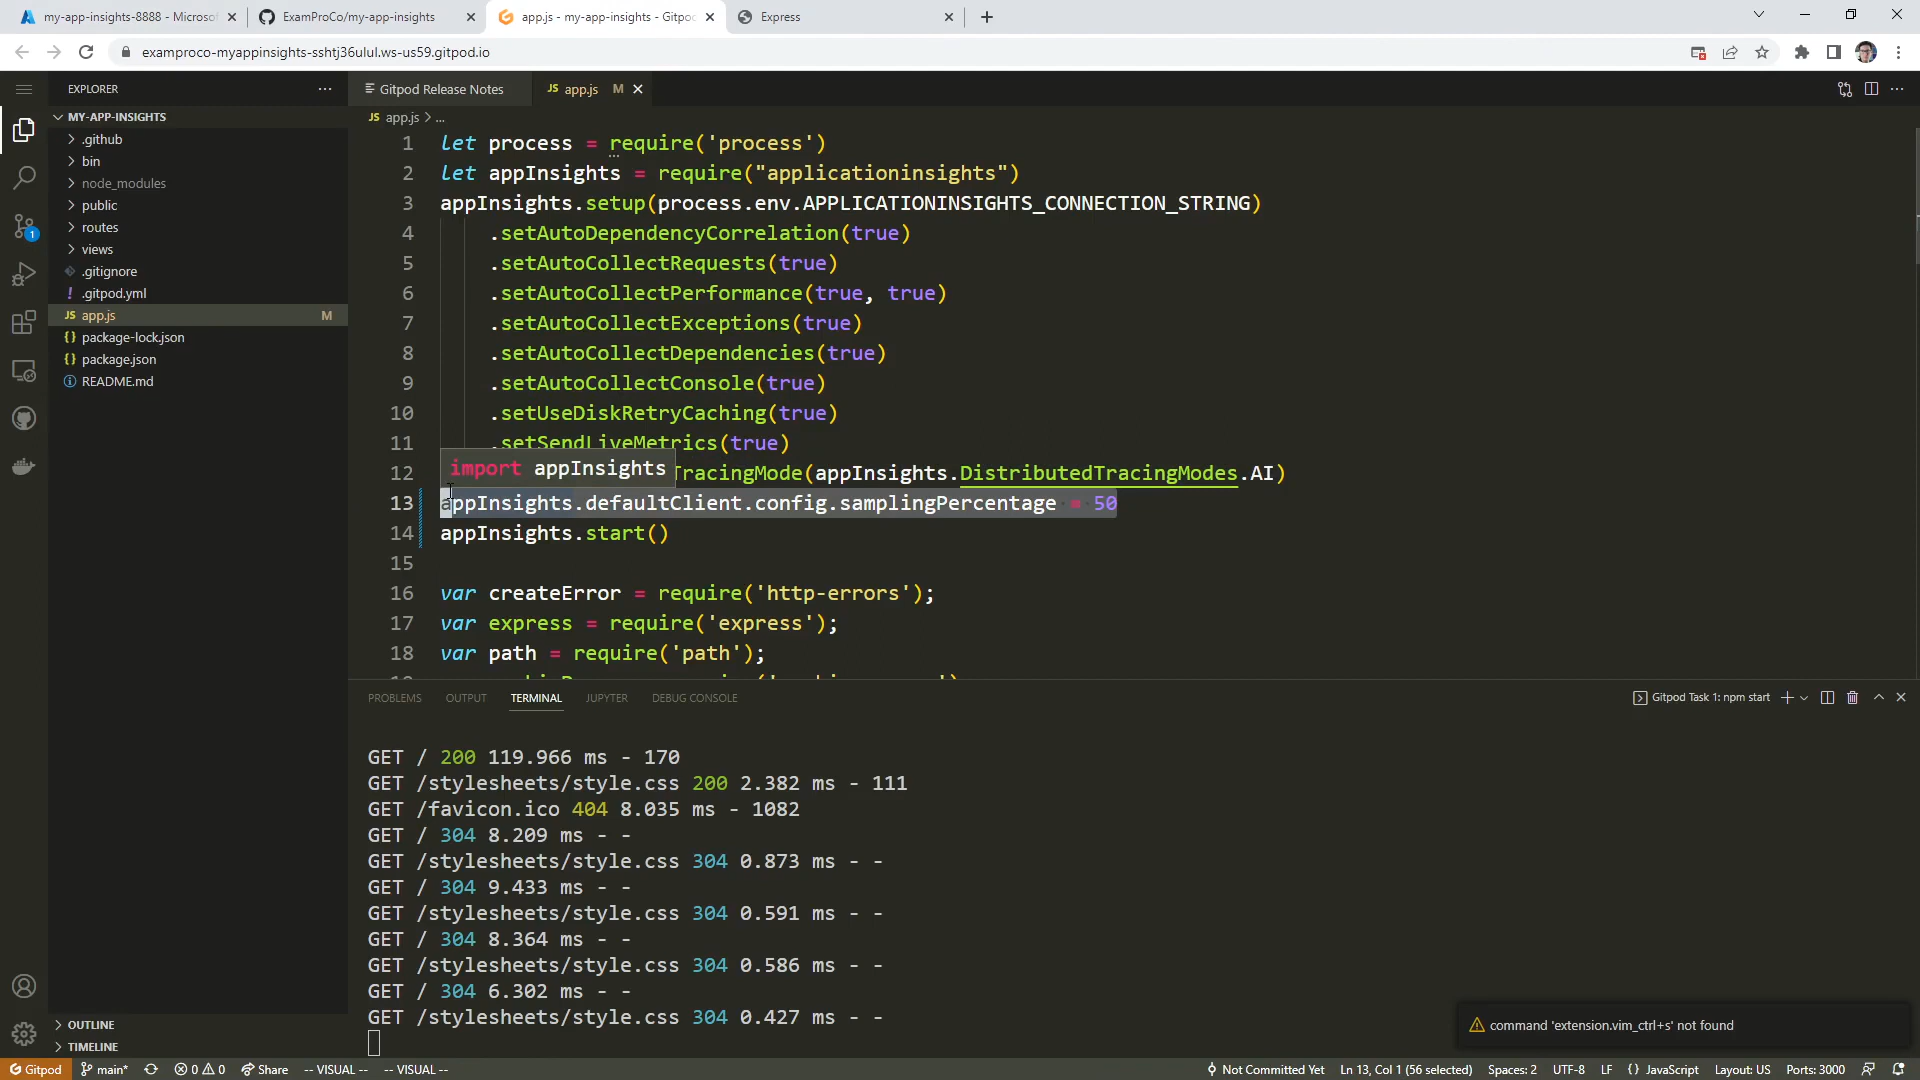 my-app-insights-8888 - Microso
ExamProCo/my-app-insights
app.js - my-app-insights - Gitpod
Express
examproco-myappinsights-sshtj36ulul.ws-us59.gitpod.io
EXPLORER
Gitpod Release Notes
JS app.js M
MY-APP-INSIGHTS
JS app.js > ...
.github
bin
node_modules
public
routes
views
.gitignore
! .gitpod.yml
JS app.js M
{} package-lock.json
{} package.json
README.md
1
1 let process = require('process')
2 let appInsights = require("applicationinsights")
3 appInsights.setup(process.env.APPLICATIONINSIGHTS_CONNECTION_STRING)
4 .setAutoDependencyCorrelation(true)
5 .setAutoCollectRequests(true)
6 .setAutoCollectPerformance(true, true)
7 .setAutoCollectExceptions(true)
8 .setAutoCollectDependencies(true)
9 .setAutoCollectConsole(true)
10 .setUseDiskRetryCaching(true)
11 .setSendLiveMetrics(true)
import appInsights
12 TracingMode(appInsights.DistributedTracingModes.AI)
13 appInsights.defaultClient.config.samplingPercentage = 50
14 appInsights.start()
15
16 var createError = require('http-errors');
17 var express = require('express');
18 var path = require('path');
PROBLEMS OUTPUT TERMINAL JUPYTER DEBUG CONSOLE
Gitpod Task 1: npm start
GET / 200 119.966 ms - 170
GET /stylesheets/style.css 200 2.382 ms - 111
GET /favicon.ico 404 8.035 ms - 1082
GET / 304 8.209 ms - -
GET /stylesheets/style.css 304 0.873 ms - -
GET / 304 9.433 ms - -
GET /stylesheets/style.css 304 0.591 ms - -
GET / 304 8.364 ms - -
GET /stylesheets/style.css 304 0.586 ms - -
GET / 304 6.302 ms - -
GET /stylesheets/style.css 304 0.427 ms - -
OUTLINE
TIMELINE
command 'extension.vim_ctrl+s' not found
Gitpod main* 0 0 Share -- VISUAL -- -- VISUAL -- Not Committed Yet Ln 13, Col 1 (56 selected) Spaces: 2 UTF-8 LF {} JavaScript Layout: US Ports: 3000